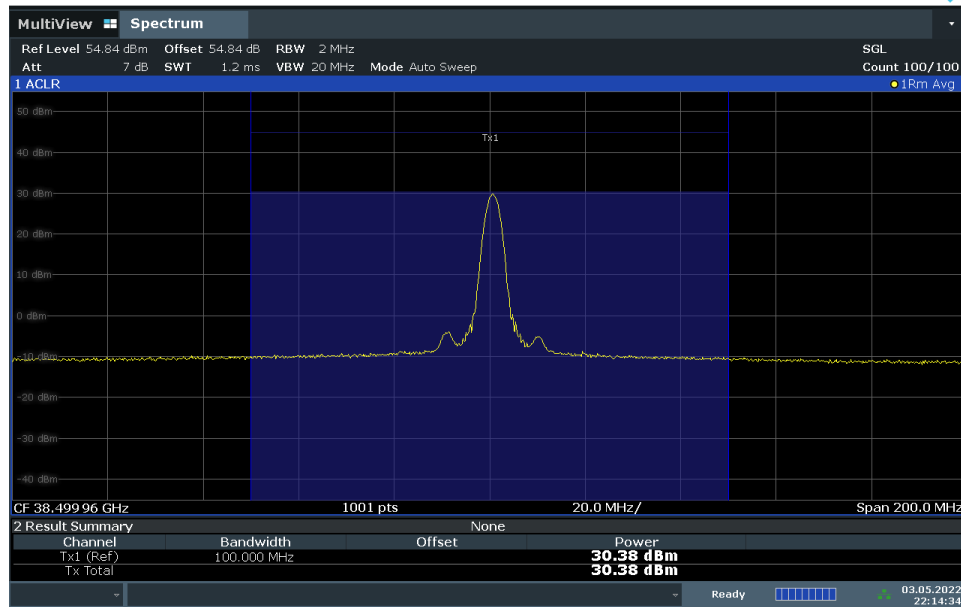 MultiView Spectrum
Ref Level 54.84 dBm Offset 54.84 dB RBW 2 MHz SGL
Att 7 dB SWT 1.2 ms VBW 20 MHz Mode Auto Sweep Count 100/100
1 ACLR 1Rm Avg
50 dBm
Tx1
40 dBm
30 dBm
20 dBm
10 dBm
0 dBm
-10 dBm
-20 dBm
-30 dBm
-40 dBm
CF 38.499 96 GHz 1001 pts 20.0 MHz/ Span 200.0 MHz
2 Result Summary None
Channel Bandwidth Offset Power
Tx1 (Ref) 100.000 MHz 30.38 dBm
Tx Total 30.38 dBm
Ready 03.05.2022
22:14:34